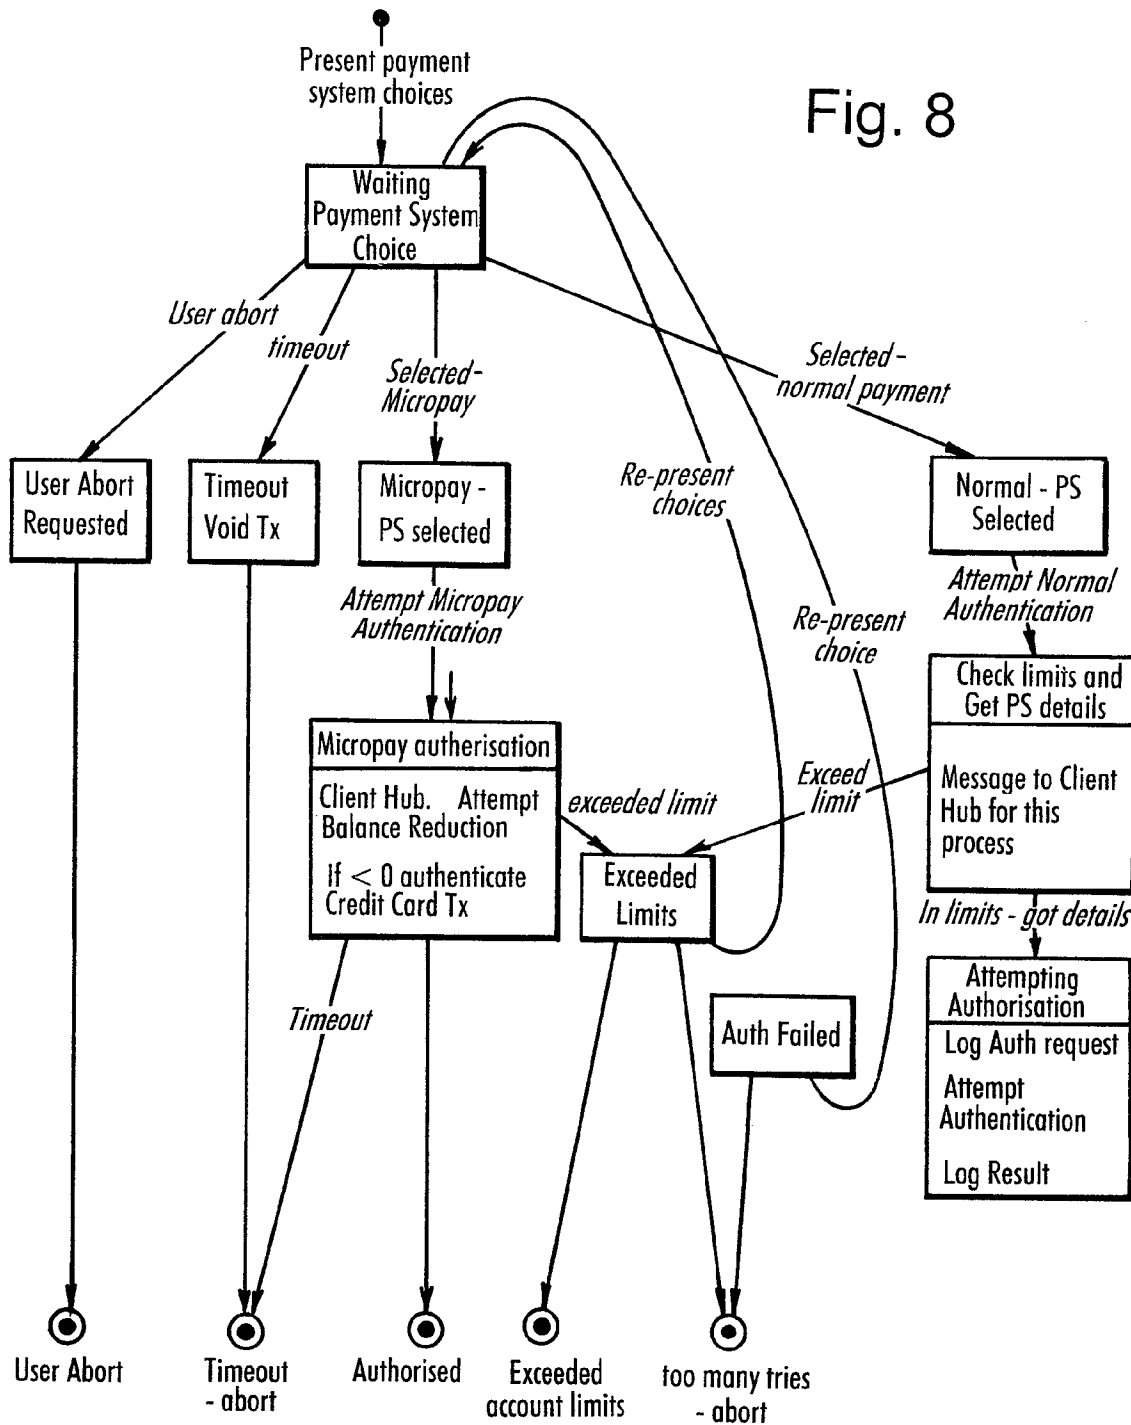 Present payment
system choices
Fig. 8
Waiting
Payment System
Choice
User abort
timeout
Selected-
Micropay
Selected-
normal payment
Re-present
choices
User Abort
Requested
Timeout
Void Tx
Micropay -
PS selected
Normal - PS
Selected
Attempt Micropay
Authentication
Attempt Normal
Authentication
Re-present
choice
Check limits and
Get PS details
Message to Client
Hub for this
process
Micropay autherisation
Client Hub. Attempt
Balance Reduction
If < 0 authenticate
Credit Card Tx
exceeded limit
Exceed
limit
Exceeded
Limits
In limits - got details
Attempting
Authorisation
Log Auth request
Attempt
Authentication
Log Result
Timeout
Auth Failed
User Abort
Timeout
- abort
Authorised
Exceeded
account limits
too many tries
- abort